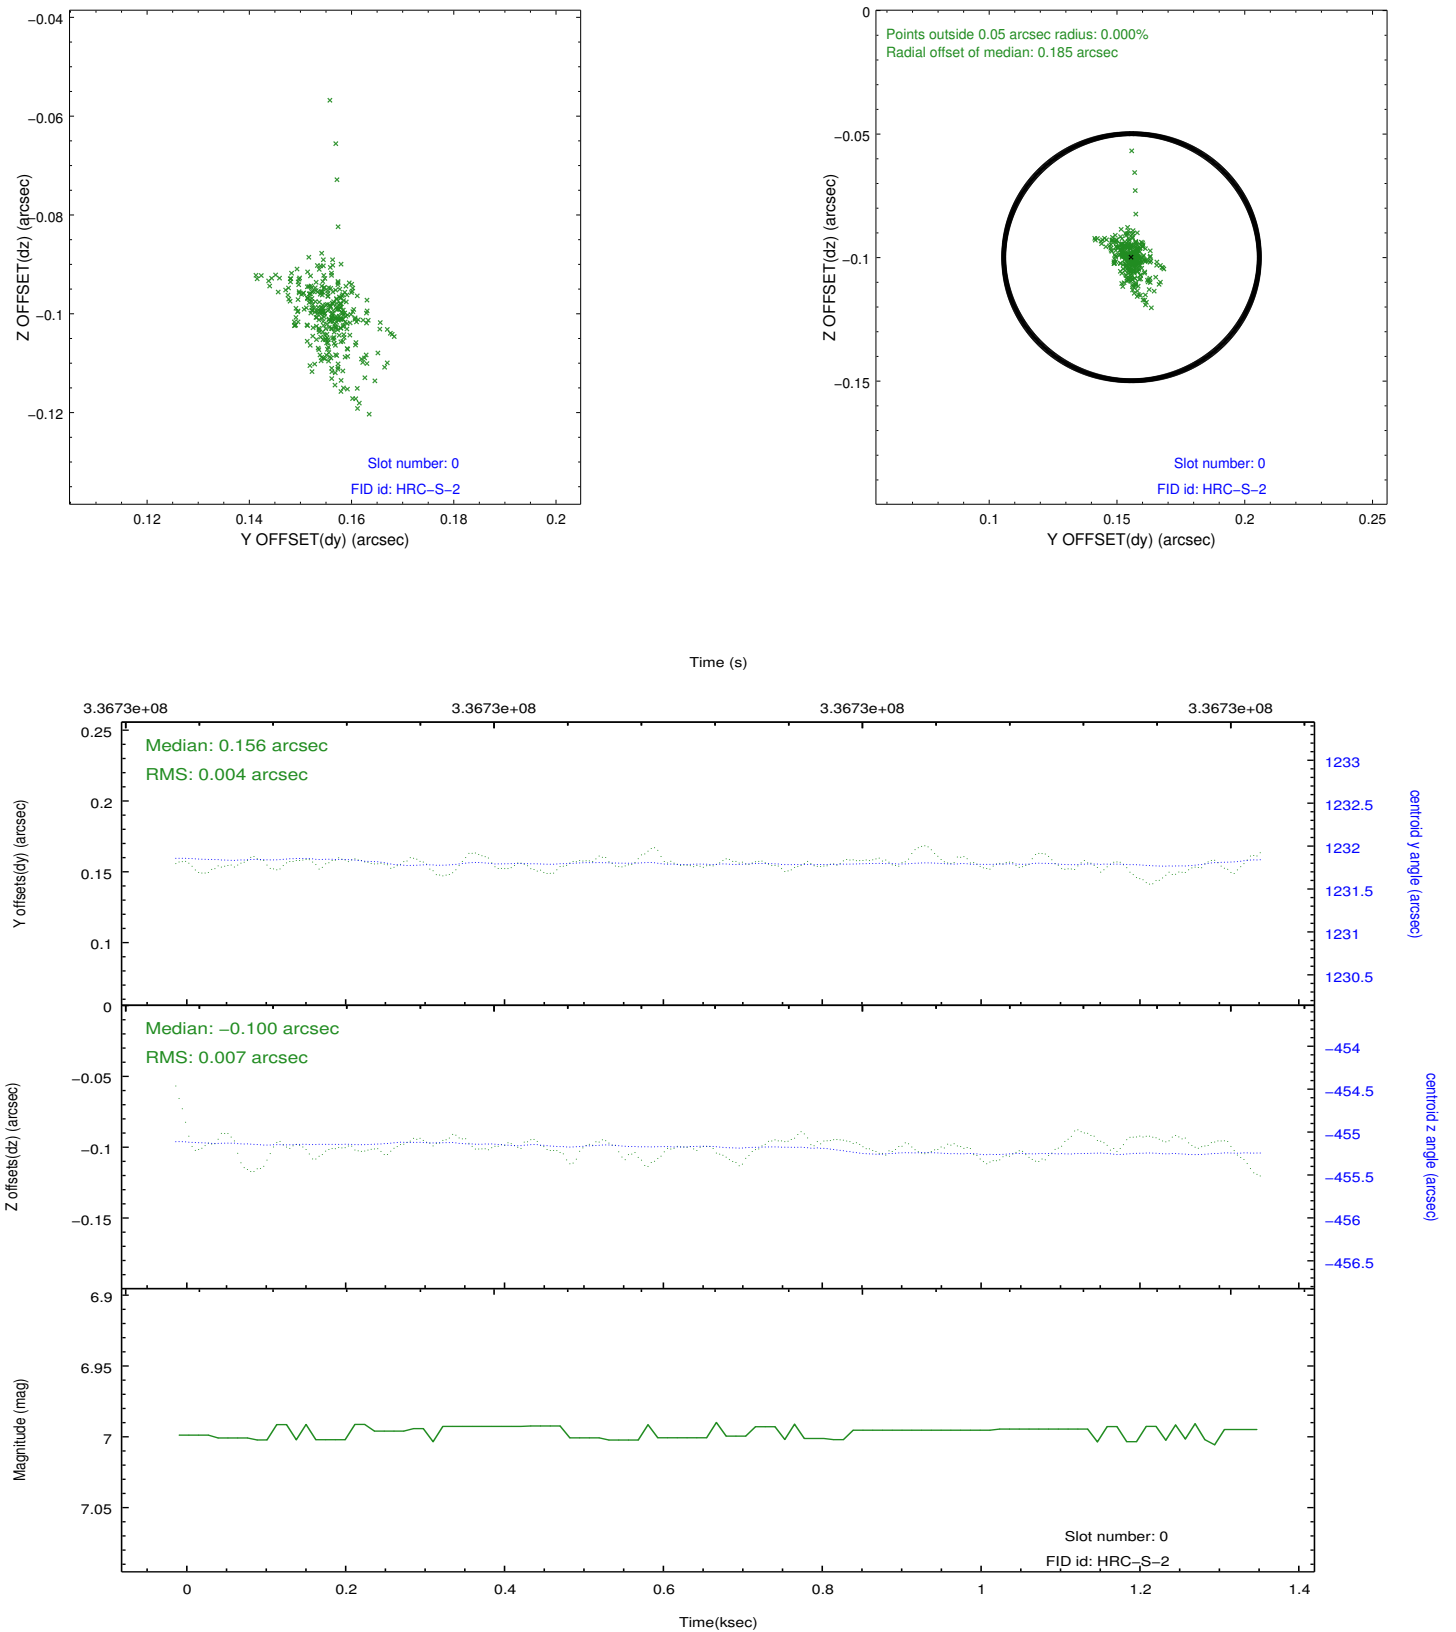 −0.04
−0.06
−0.08
−0.1
−0.12
Z OFFSET(dz) (arcsec)
Slot number: 0
FID id: HRC−S−2
0.12
0.14
0.16
0.18
0.2
Y OFFSET(dy) (arcsec)
0
−0.05
−0.1
−0.15
Z OFFSET(dz) (arcsec)
Points outside 0.05 arcsec radius: 0.000%
Radial offset of median: 0.185 arcsec
Slot number: 0
FID id: HRC−S−2
0.1
0.15
0.2
0.25
Y OFFSET(dy) (arcsec)
Time (s)
3.3673e+08
3.3673e+08
3.3673e+08
3.3673e+08
0.25
0.2
0.15
0.1
Y offsets(dy) (arcsec)
Median: 0.156 arcsec
RMS: 0.004 arcsec
1233
1232.5
1232
1231.5
1231
1230.5
centroid y angle (arcsec)
0
−0.05
−0.1
−0.15
Z offsets(dz) (arcsec)
Median: −0.100 arcsec
RMS: 0.007 arcsec
−454
−454.5
−455
−455.5
−456
−456.5
centroid z angle (arcsec)
6.9
6.95
7
7.05
Magnitude (mag)
Slot number: 0
FID id: HRC−S−2
0
0.2
0.4
0.6
0.8
1
1.2
1.4
Time(ksec)